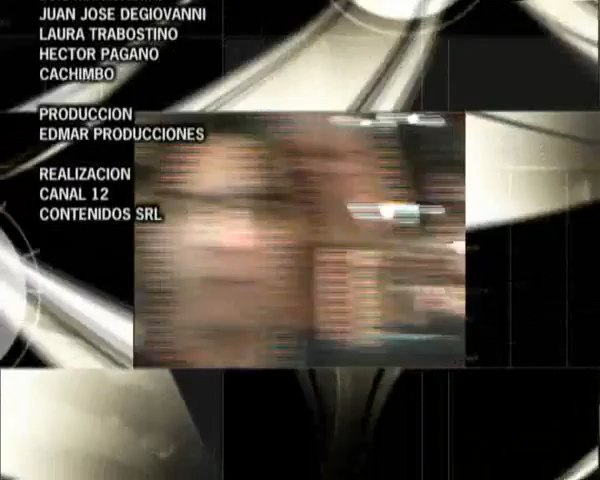 JUAN JOSE DEGIOVANNI
LAURA TRABOSTINO
HECTOR PAGANO
CACHIMBO
PRODUCCION
EDMAR PRODUCCIONES
REALIZACION
CANAL 12
CONTENIDOS SRL